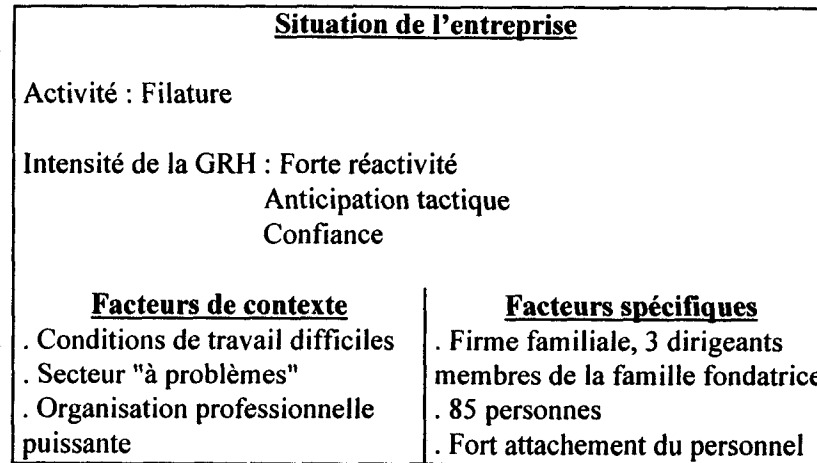 Situation de l'entreprise
Activité : Filature
Intensité de la GRH : Forte réactivité
Anticipation tactique
Confiance
Facteurs de contexte
. Conditions de travail difficiles
. Secteur "à problèmes"
. Organisation professionnelle
puissante
Facteurs spécifiques
. Firme familiale, 3 dirigeants
membres de la famille fondatrice
. 85 personnes
. Fort attachement du personnel